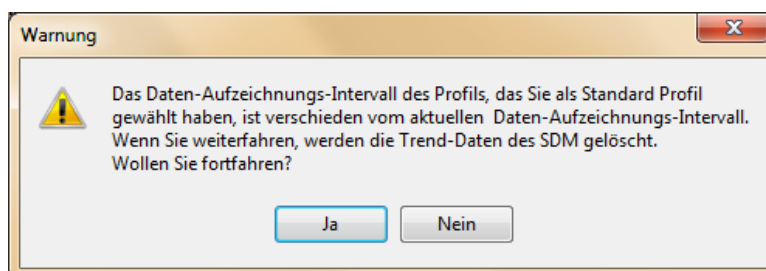 Warnung
Das Daten-Aufzeichnungs-Intervall des Profils, das Sie als Standard Profil
gewählt haben, ist verschieden vom aktuellen  Daten-Aufzeichnungs-Intervall.
Wenn Sie weiterfahren, werden die Trend-Daten des SDM gelöscht.
Wollen Sie fortfahren?
Ja
Nein